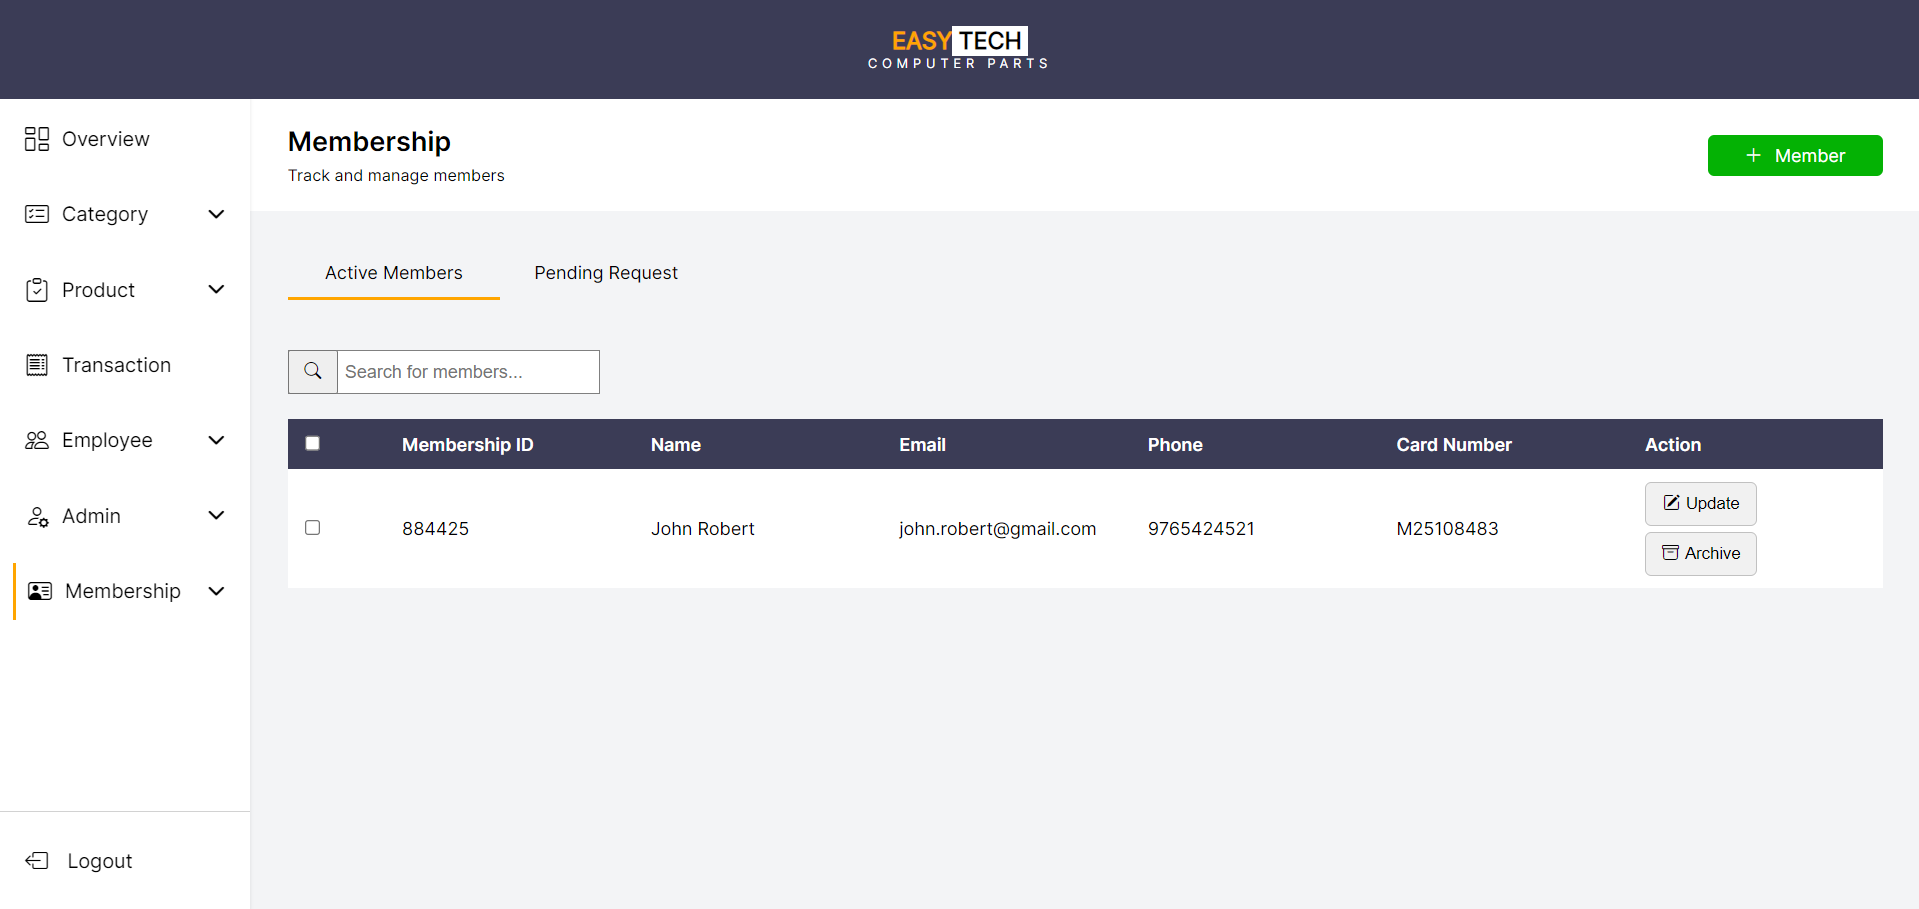 EASY TECH
COMPUTER PARTS
Overview
Category
Product
Transaction
Employee
Admin
Membership
Logout
Membership
Track and manage members
+ Member
Active Members Pending Request
Search for members...
Membership ID Name Email Phone Card Number Action
884425 John Robert john.robert@gmail.com 9765424521 M25108483
Update
Archive